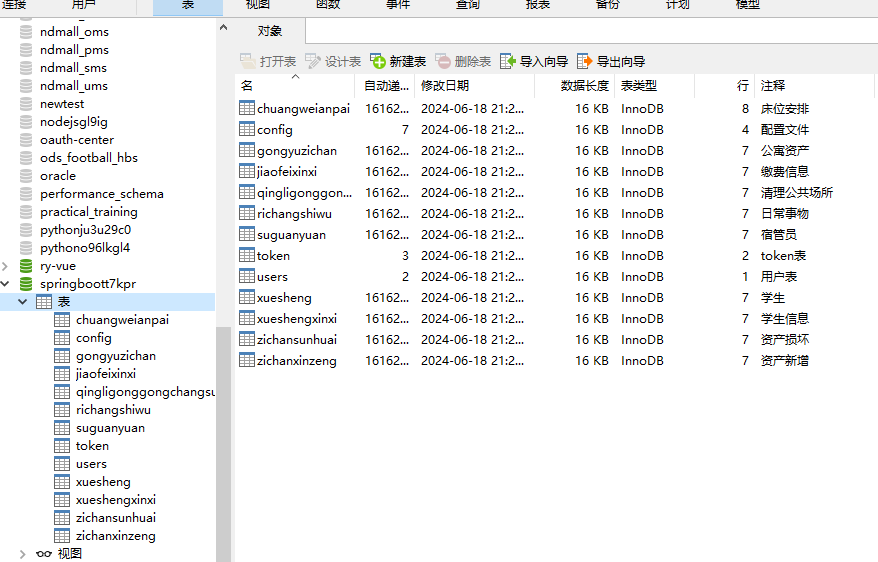 连接 用户 表 视图 函数 事件 查询 报表 备份 计划 模型
ndmall_oms
ndmall_pms
ndmall_sms
ndmall_ums
newtest
nodejsgl9ig
oauth-center
ods_football_hbs
oracle
performance_schema
practical_training
pythonju3u29c0
pythono96lkgl4
ry-vue
springboott7kpr
表
chuangweianpai
config
gongyuzichan
jiaofeixinxi
qingligonggongchangsu
richangshiwu
suguanyuan
token
users
xuesheng
xueshengxinxi
zichansunhuai
zichanxinzeng
视图
对象
打开表 设计表 新建表 删除表 导入向导 导出向导
名 自动递... 修改日期 数据长度 表类型 行 注释
chuangweianpai 16162... 2024-06-18 21:2... 16 KB InnoDB 8 床位安排
config 7 2024-06-18 21:2... 16 KB InnoDB 4 配置文件
gongyuzichan 16162... 2024-06-18 21:2... 16 KB InnoDB 7 公寓资产
jiaofeixinxi 16162... 2024-06-18 21:2... 16 KB InnoDB 7 缴费信息
qingligonggon... 16162... 2024-06-18 21:2... 16 KB InnoDB 7 清理公共场所
richangshiwu 16162... 2024-06-18 21:2... 16 KB InnoDB 7 日常事物
suguanyuan 16162... 2024-06-18 21:2... 16 KB InnoDB 7 宿管员
token 3 2024-06-18 21:2... 16 KB InnoDB 2 token表
users 2 2024-06-18 21:2... 16 KB InnoDB 1 用户表
xuesheng 16162... 2024-06-18 21:2... 16 KB InnoDB 7 学生
xueshengxinxi 16162... 2024-06-18 21:2... 16 KB InnoDB 7 学生信息
zichansunhuai 16162... 2024-06-18 21:2... 16 KB InnoDB 7 资产损坏
zichanxinzeng 16162... 2024-06-18 21:2... 16 KB InnoDB 7 资产新增